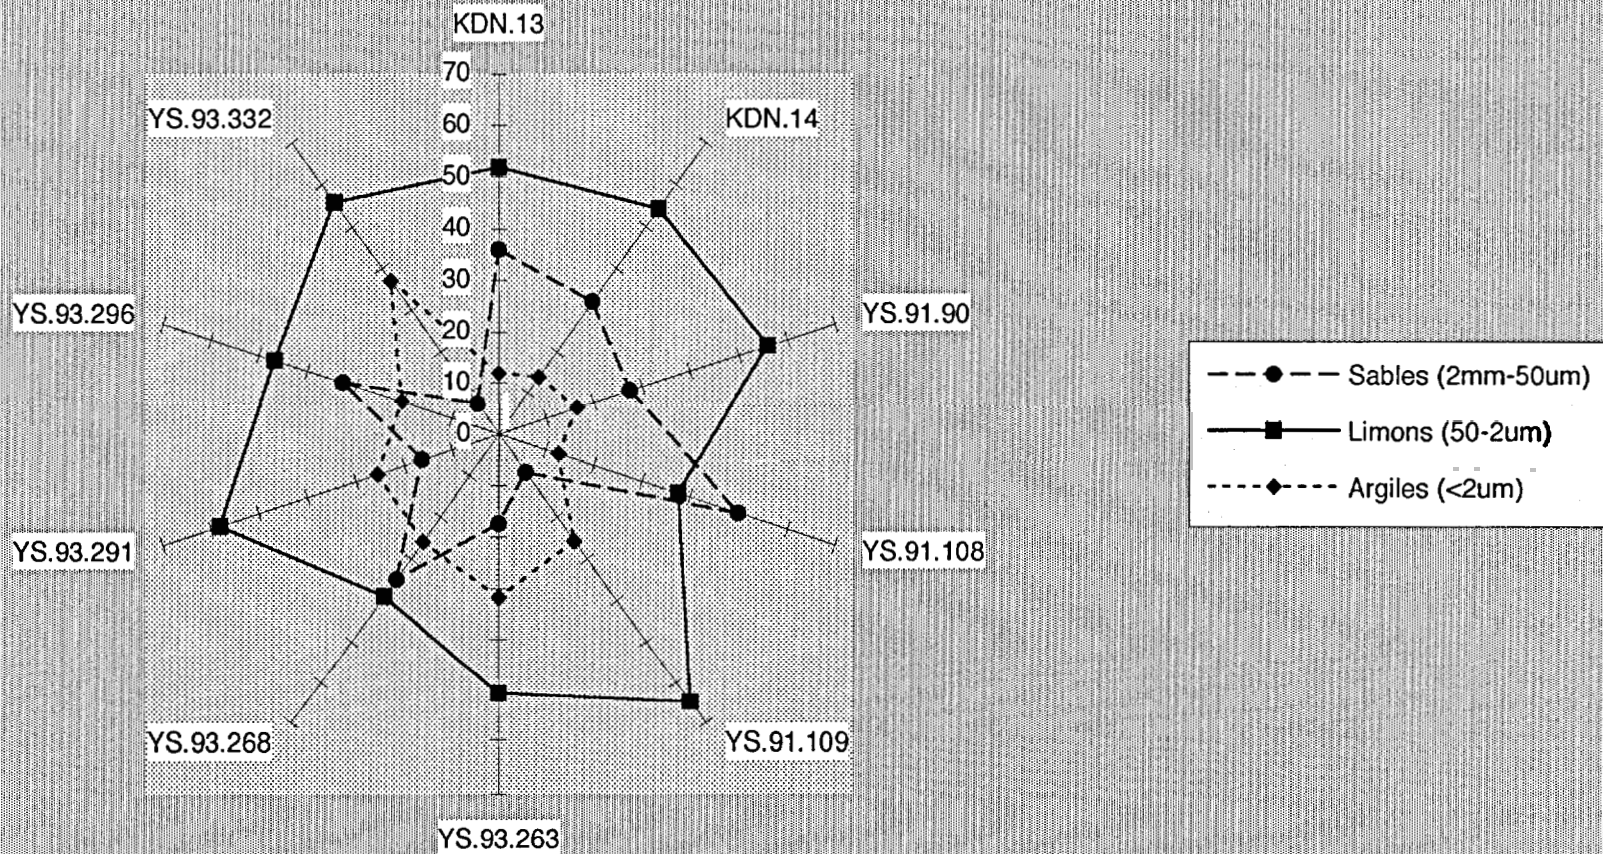 KDN.13
70
YS.93.332
KDN.14
60
50
40
30
YS.93.296
YS.91.90
20
10
0
YS.93.291
YS.91.108
YS.93.268
YS.91.109
YS.93.263
Sables (2mm-50um)
Limons (50-2um)
Argiles (<2um)